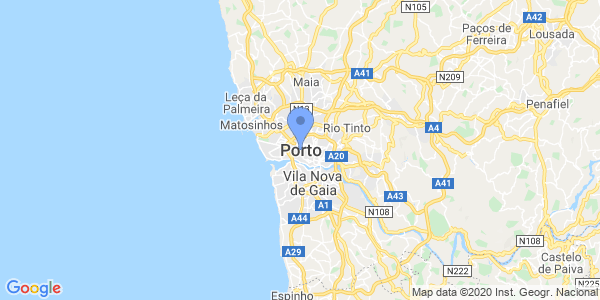 N105
A42
Paços de
Ferreira
Lousada
Maia
A41
N209
Leça da
Palmeira
Penafiel
Matosinhos
Rio Tinto
A4
Porto
A20
Vila Nova
de Gaia
A41
A43
A1
N108
A44
A29
N108
Castelo
de Paiva
N222
N222
Espinho
Google
Map data ©2020 Inst. Geogr. Nacional